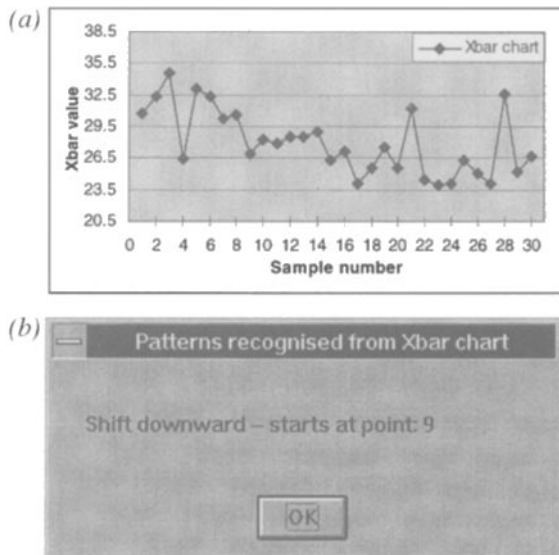 (a)
38.5
35.5
32.5
29.5
26.5
23.5
20.5
Xbar value
Xbar chart
0 2 4 6 8 10 12 14 16 18 20 22 24 26 28 30
Sample number
(b)
Patterns recognised from Xbar chart
Shift downward – starts at point: 9
OK